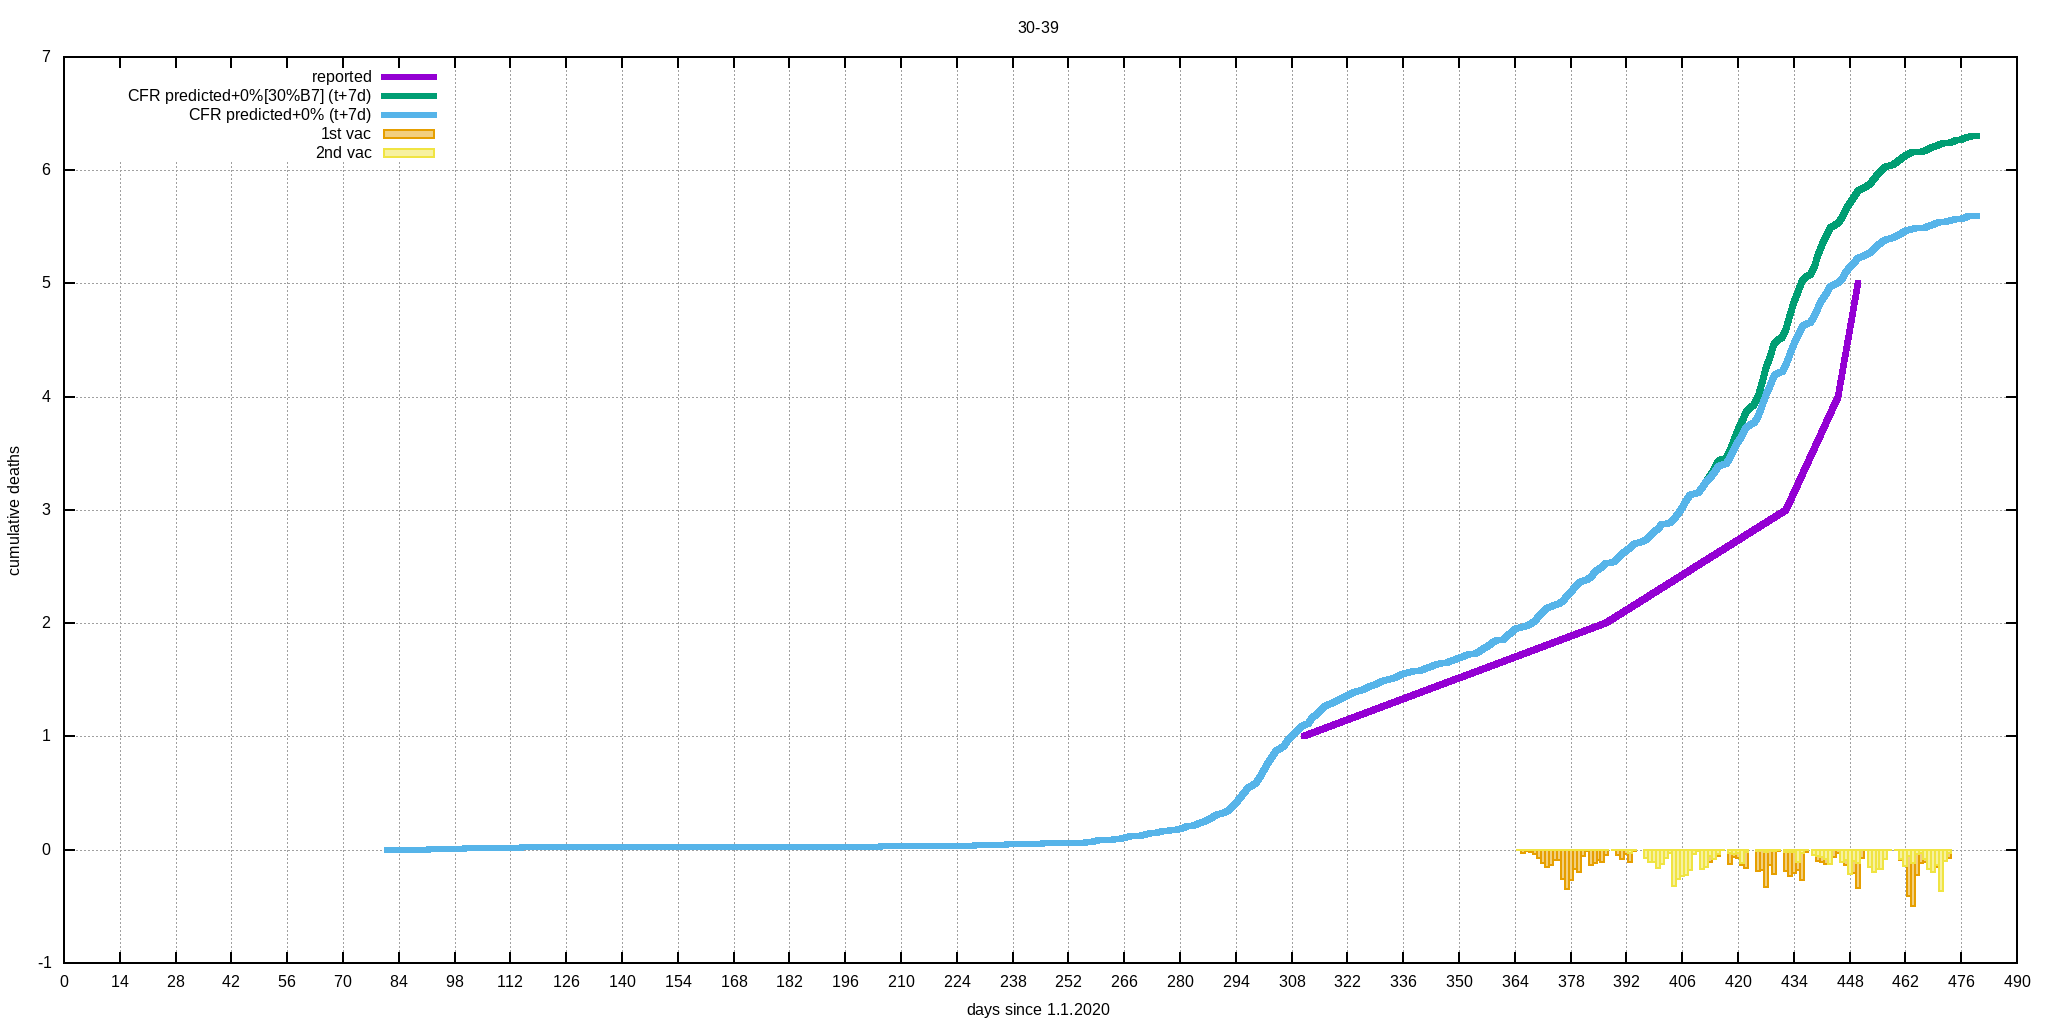 30-39
7
reported
CFR predicted+0%[30%B7] (t+7d)
CFR predicted+0% (t+7d)
1st vac
2nd vac
6
5
4
3
2
1
0
-1
cumulative deaths
0 14 28 42 56 70 84 98 112 126 140 154 168 182 196 210 224 238 252 266 280 294 308 322 336 350 364 378 392 406 420 434 448 462 476 490
days since 1.1.2020